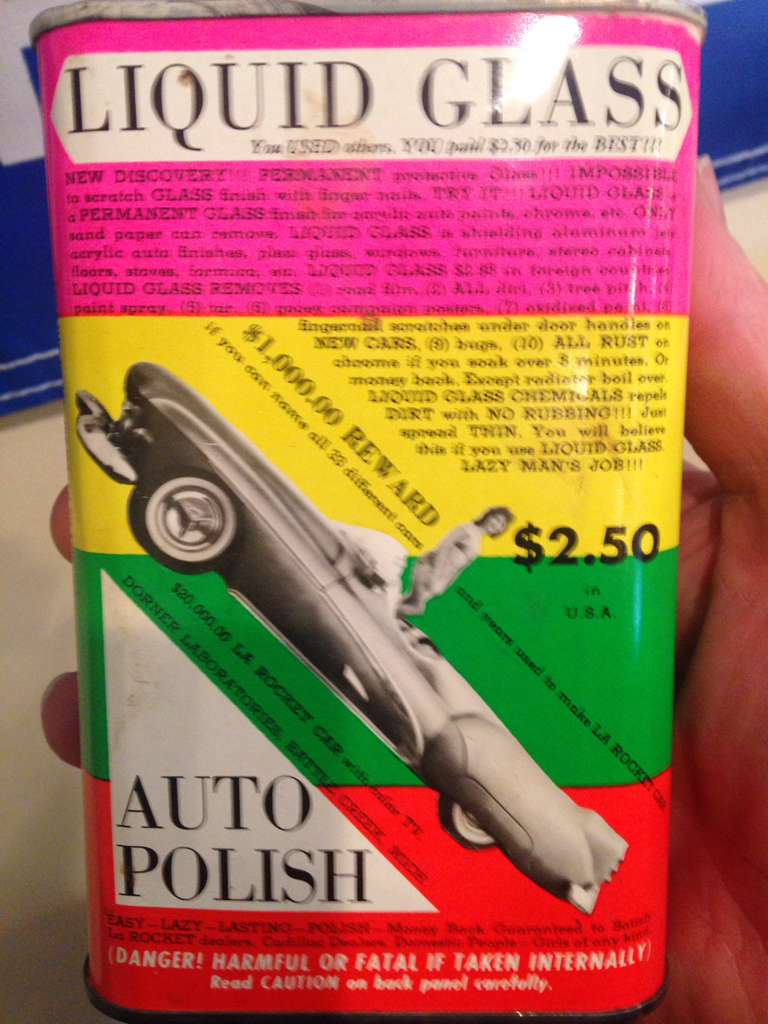 LIQUID GLASS
You USED others, YOU paid $2.50 for the BEST!!!
NEW DISCOVERY!!! PERMANENT protective Glass!!! IMPOSSIBLE
to scratch GLASS finish with finger nails. TRY IT!!! LIQUID GLASS
a PERMANENT GLASS finish for acrylic auto paints, chrome, etc. ONLY
sand paper can remove. LIQUID GLASS is shielding aluminum
acrylic auto finishes, plexi glass, windows, furniture, stereo cabinets
floors, stoves, formica, etc. LIQUID GLASS in foreign countries
LIQUID GLASS REMOVES (1) road film, (2) ALL dirt, (3) tree pitch, (4)
paint spray, (5) tar, (6) campaign posters, (7) oxidized paint, (8)
fingernail scratches under door handles on
NEW CARS, (9) bugs, (10) ALL RUST on
chrome if you soak over minutes. Or
money back. Except radiator boil over.
LIQUID GLASS CHEMICALS repels
DIRT with NO RUBBING!!! Just
spread THIN. You will believe
this if you use LIQUID GLASS.
LAZY MAN'S JOB!!!
$1,000.00 REWARD
if you can name all different cars
and years used to make LA ROCKET CAR
$2.50
in
U.S.A.
$20,000.00 LA ROCKET CAR with color TV.
DORNER LABORATORIES, BATTLE CREEK, MICH.
AUTO
POLISH
EASY—LAZY—LASTING—POLISH— Money Back Guaranteed to Satisfy
La ROCKET dealers, Cadillac Dealers, Domestic People—Girls of any kind.
(DANGER! HARMFUL OR FATAL IF TAKEN INTERNALLY)
Read CAUTION on back panel carefully.